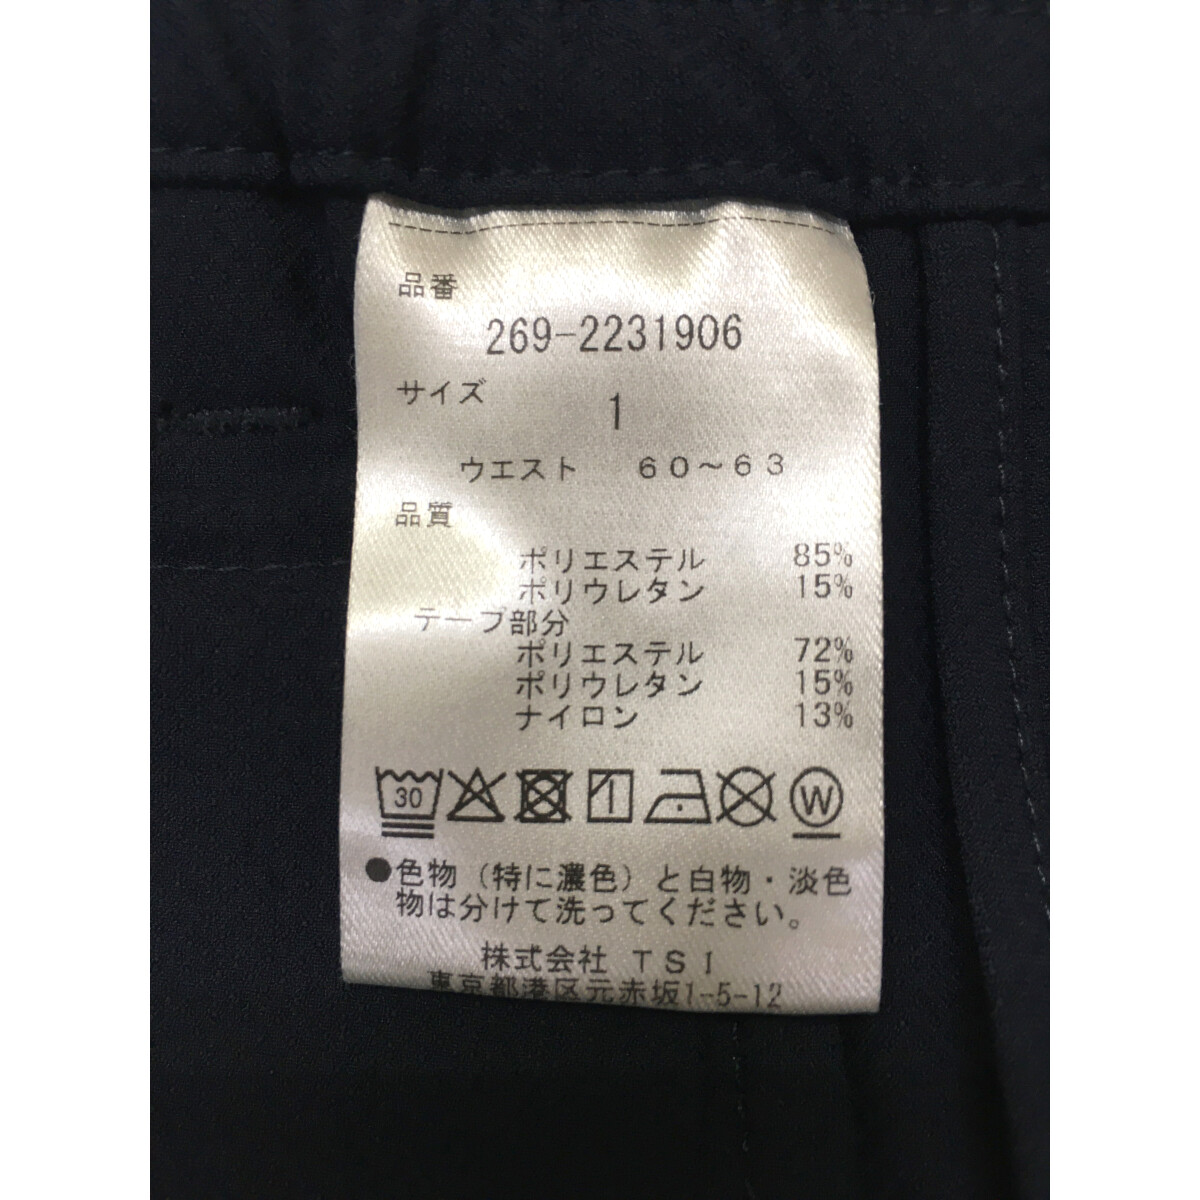 品番
269-2231906
サイズ
1
ウエスト 60～63
品質
ポリエステル 85%
ポリウレタン 15%
テープ部分
ポリエステル 72%
ポリウレタン 15%
ナイロン 13%
30
W
●色物（特に濃色）と白物・淡色
物は分けて洗ってください。
株式会社 TSI
東京都港区元赤坂1-5-12